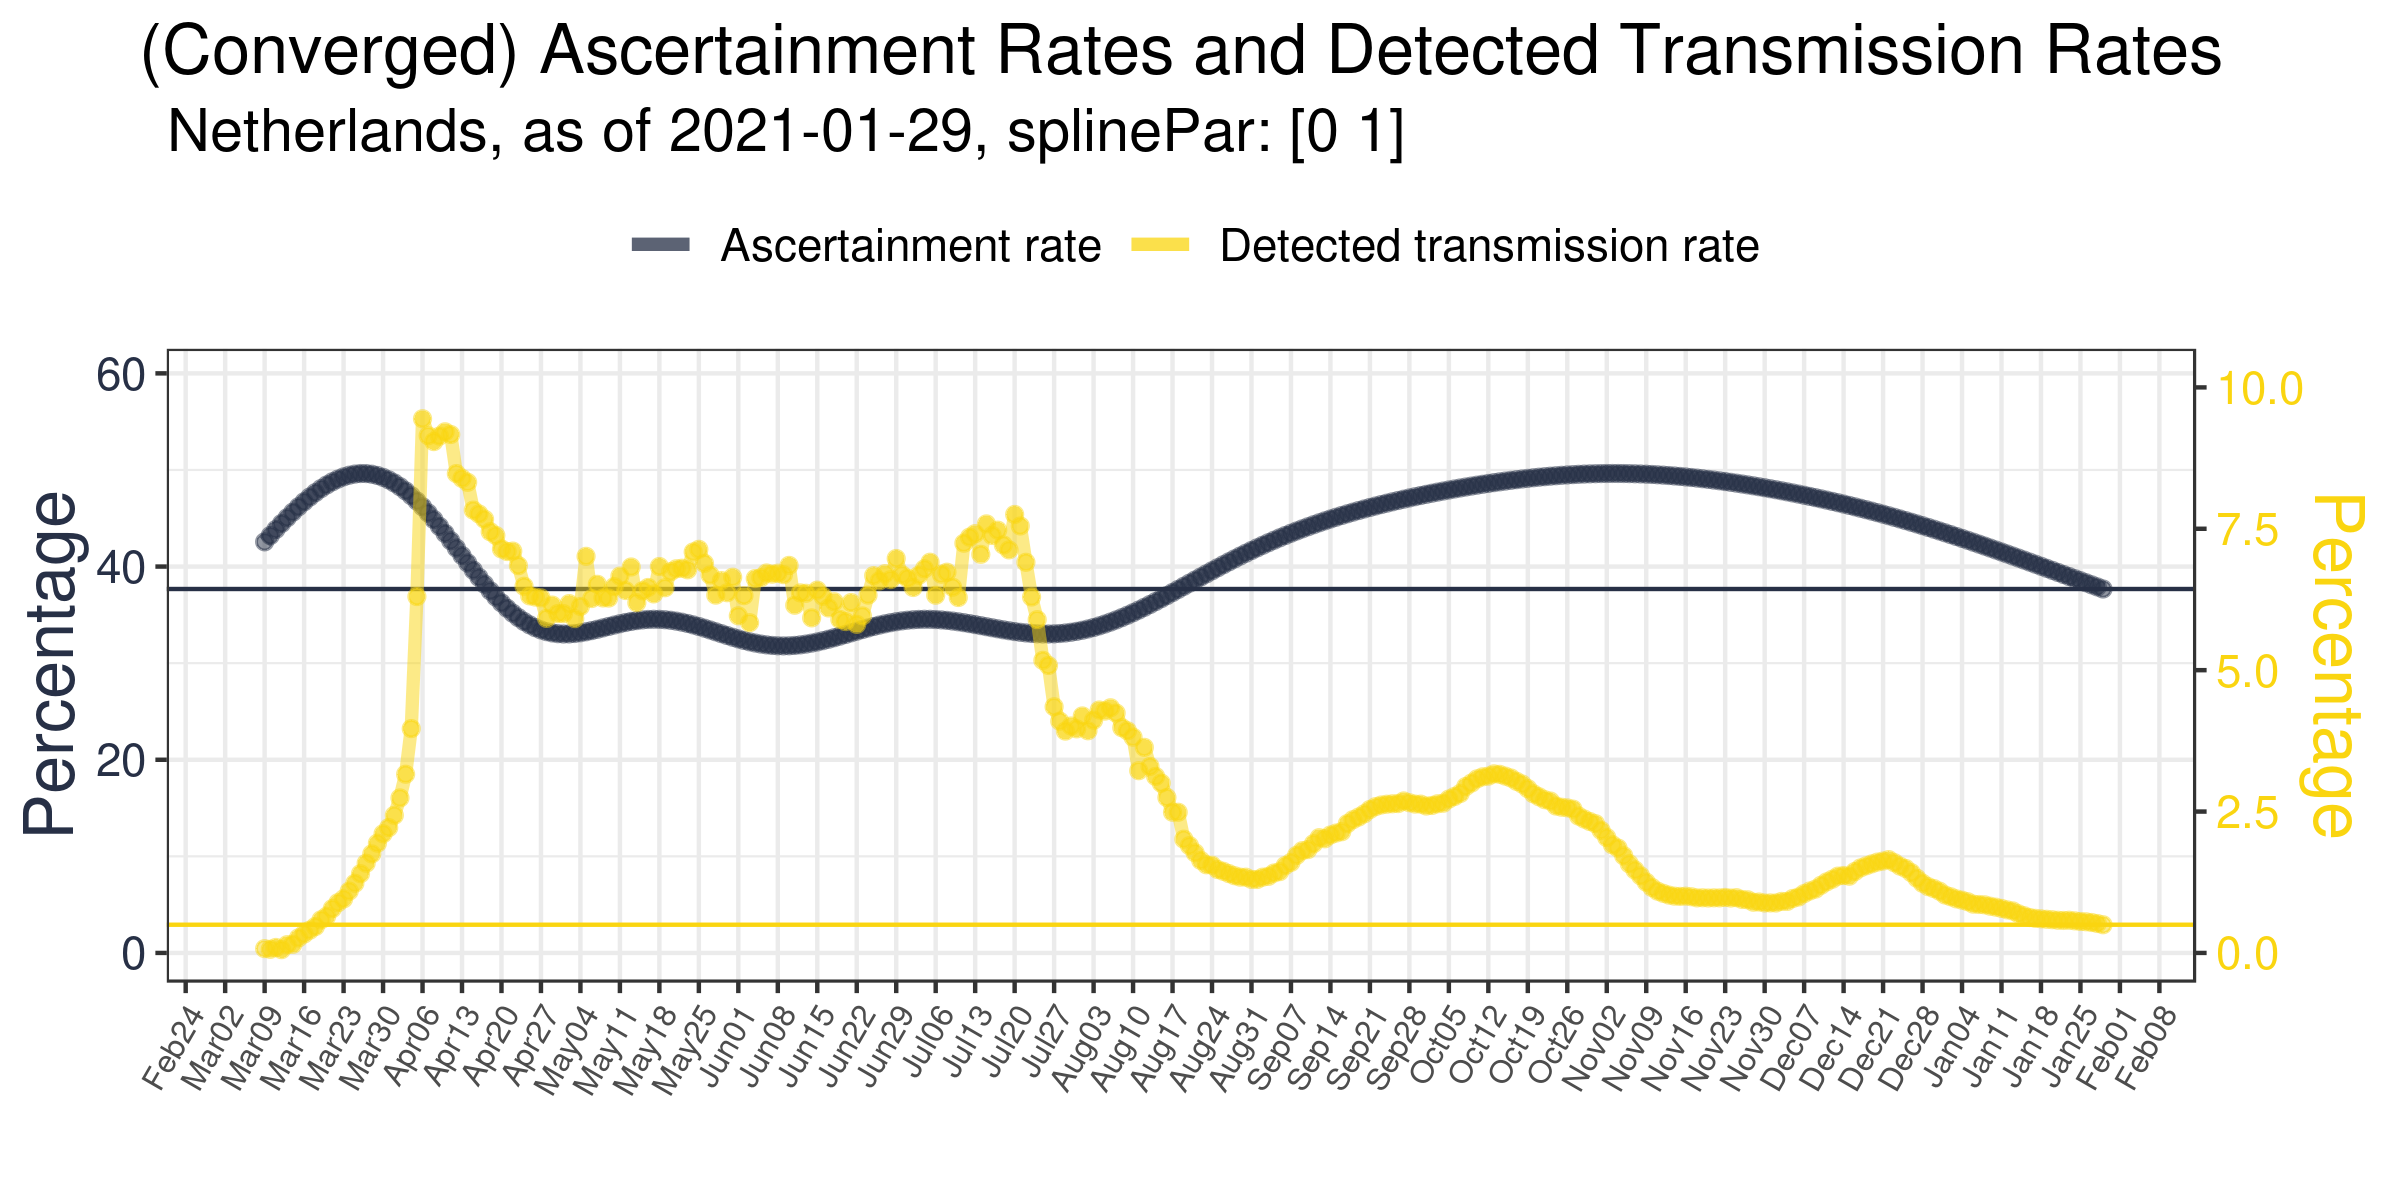 (Converged) Ascertainment Rates and Detected Transmission Rates
Netherlands, as of 2021-01-29, splinePar: [0 1]
Ascertainment rate
Detected transmission rate
Percentage
60
40
20
0
10.0
7.5
5.0
2.5
0.0
Percentage
Feb24
Mar02
Mar09
Mar16
Mar23
Mar30
Apr06
Apr13
Apr20
Apr27
May04
May11
May18
May25
Jun01
Jun08
Jun15
Jun22
Jun29
Jul06
Jul13
Jul20
Jul27
Aug03
Aug10
Aug17
Aug24
Aug31
Sep07
Sep14
Sep21
Sep28
Oct05
Oct12
Oct19
Oct26
Nov02
Nov09
Nov16
Nov23
Nov30
Dec07
Dec14
Dec21
Dec28
Jan04
Jan11
Jan18
Jan25
Feb01
Feb08